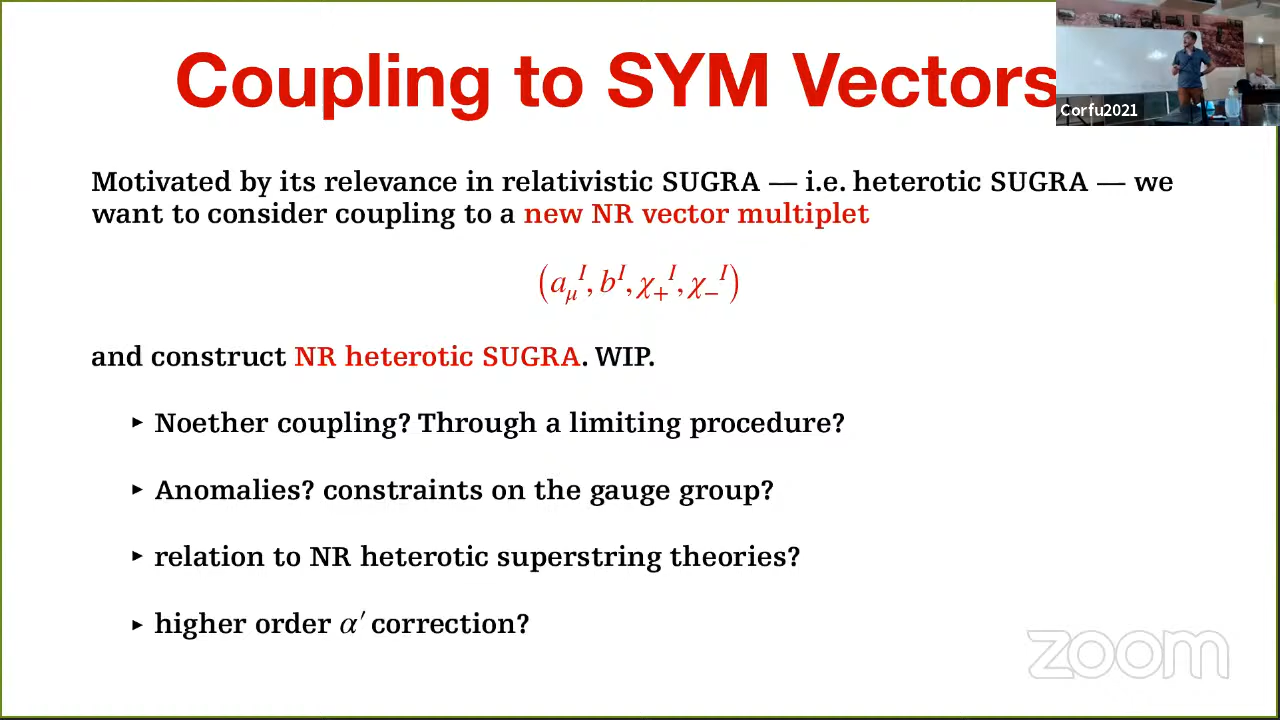 Coupling to SYM Vectors
Corfu2021
Motivated by its relevance in relativistic SUGRA — i.e. heterotic SUGRA — we
want to consider coupling to a new NR vector multiplet
(a_μ^I, b^I, χ_+^I, χ_−^I)
and construct NR heterotic SUGRA. WIP.
‣ Noether coupling? Through a limiting procedure?
‣ Anomalies? constraints on the gauge group?
‣ relation to NR heterotic superstring theories?
‣ higher order α′ correction?
zoom